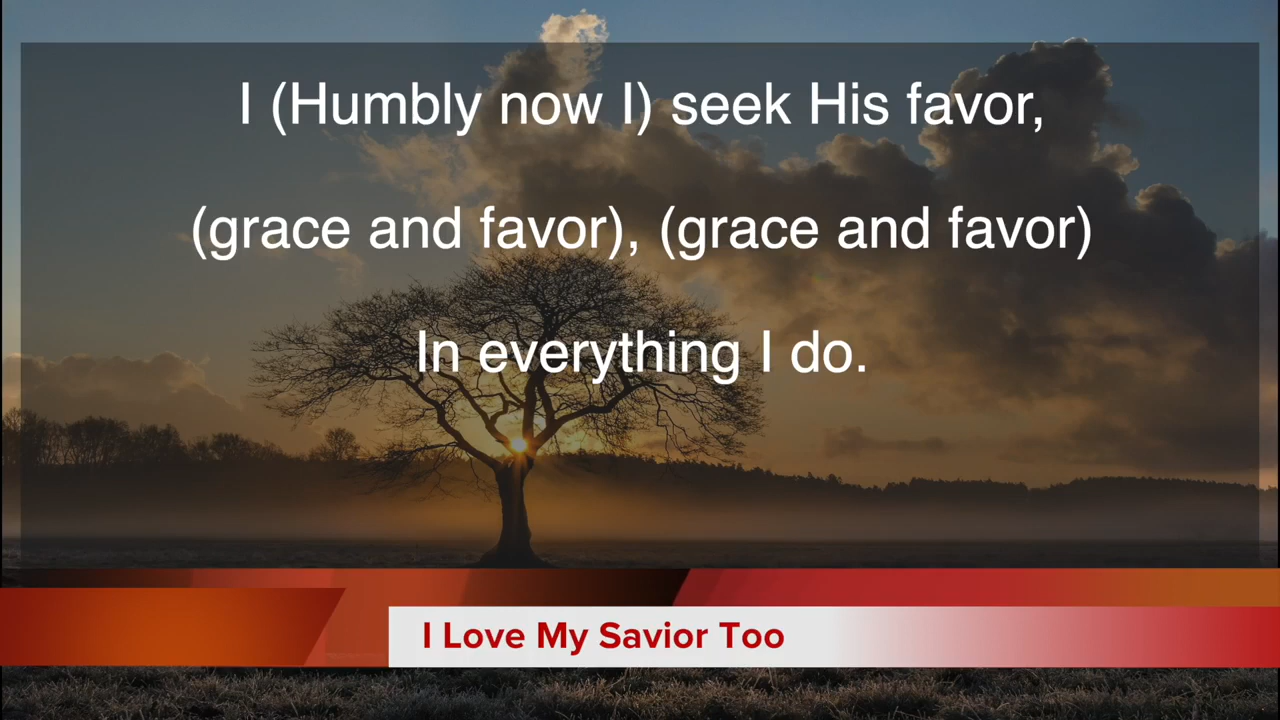 I (Humbly now I) seek His favor,
(grace and favor), (grace and favor)
In everything I do.
I Love My Savior Too